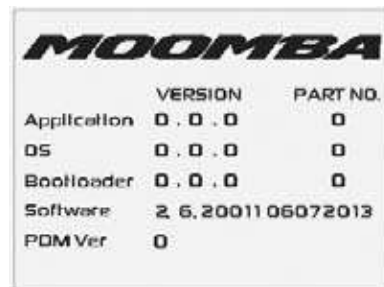 MOOMBA
VERSION PART NO.
Application 0.0.0 0
OS 0.0.0 0
Bootloader 0.0.0 0
Software 2.6.20011 06072013
PDM Ver 0